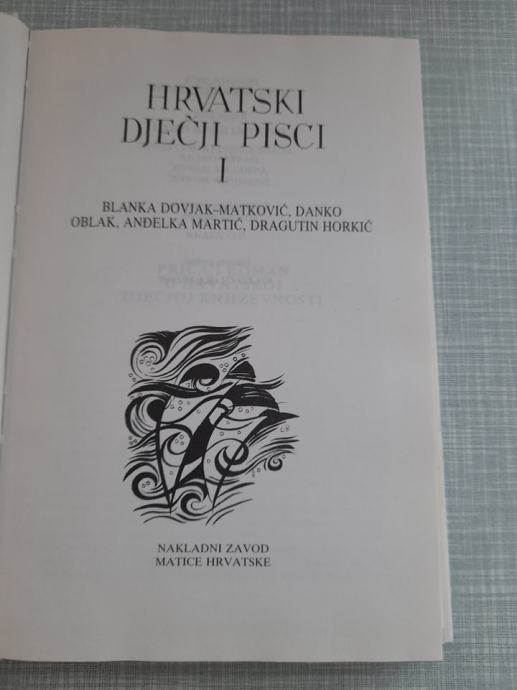 HRVATSKI
DJEČJI PISCI
I
BLANKA DOVJAK–MATKOVIĆ, DANKO
OBLAK, ANĐELKA MARTIĆ, DRAGUTIN HORKIĆ
NAKLADNI ZAVOD
MATICE HRVATSKE